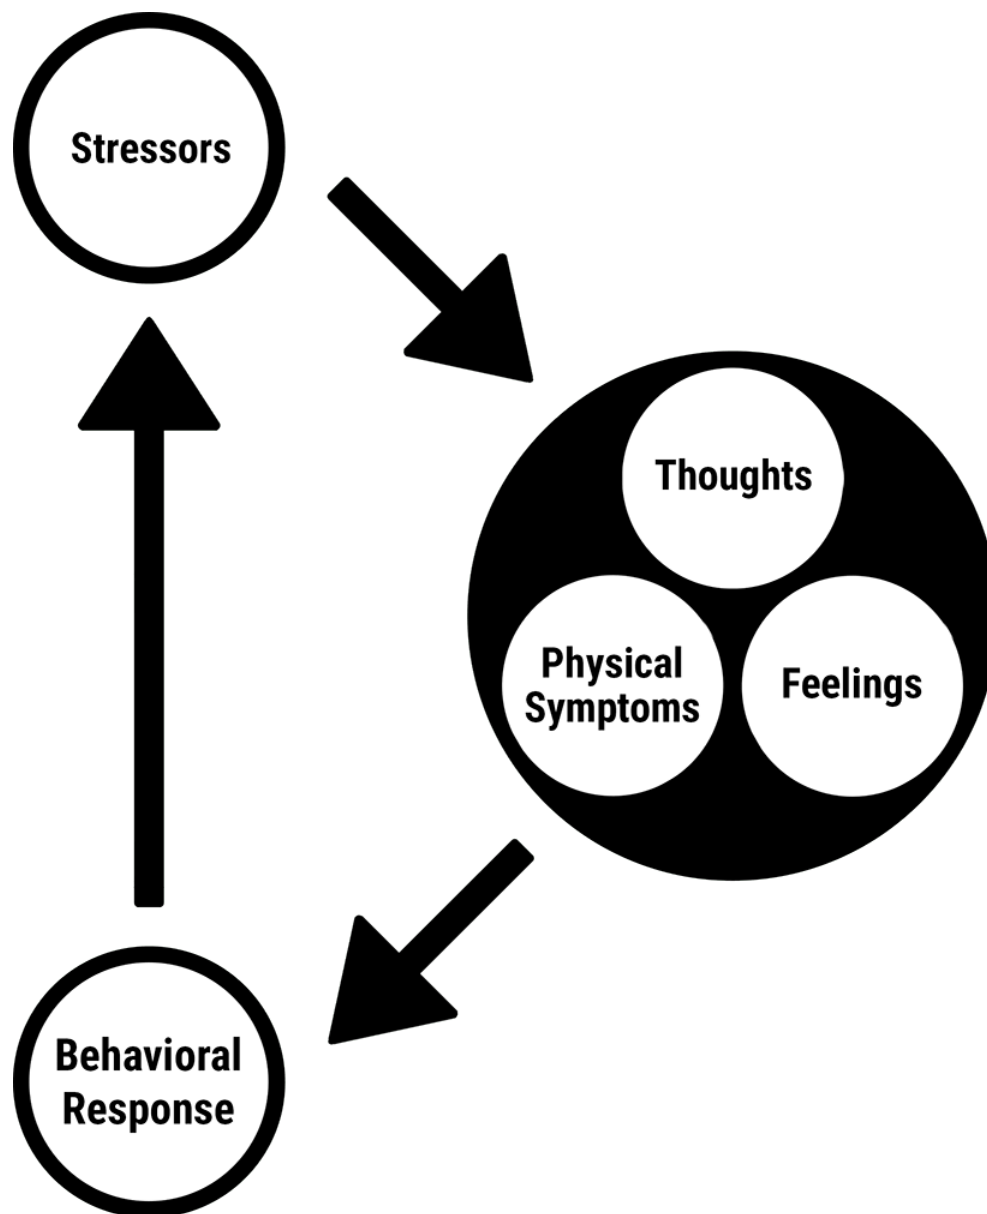 Stressors
Thoughts
Physical
Symptoms
Feelings
Behavioral
Response